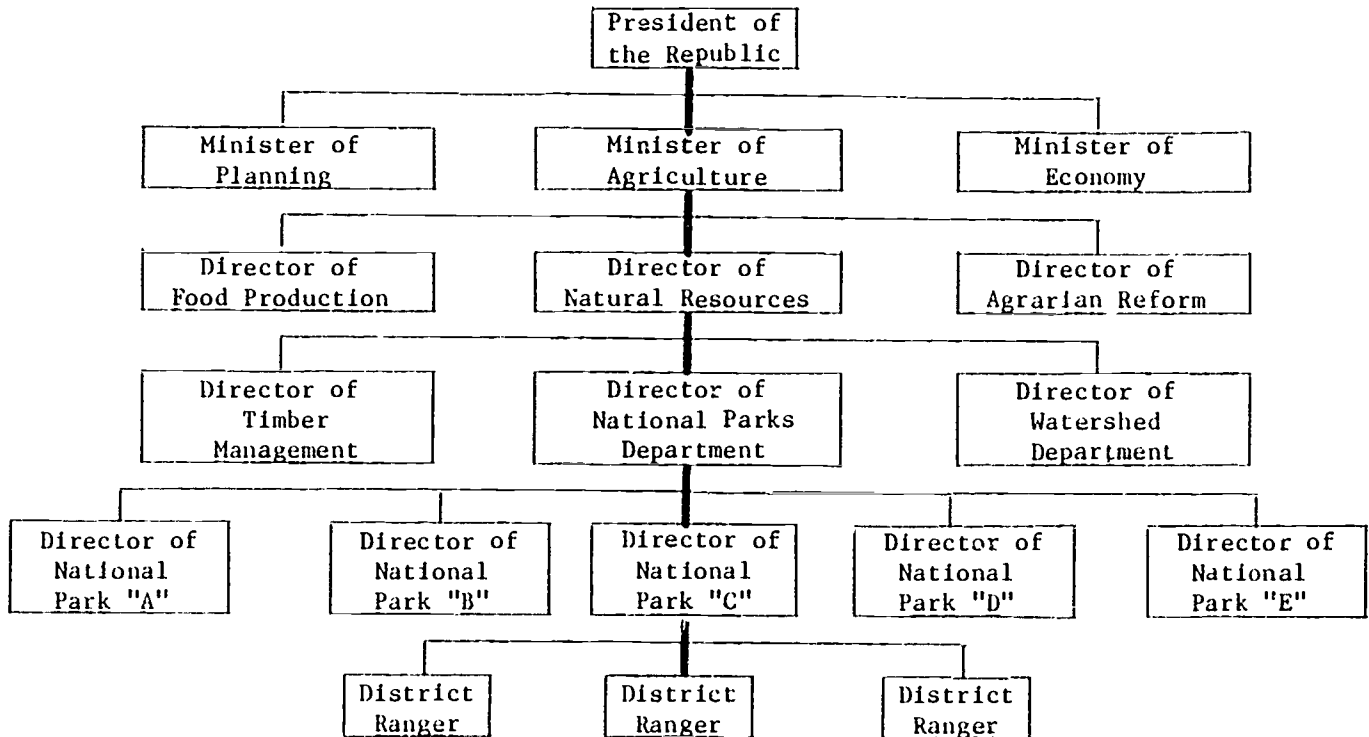 President of
the Republic
Minister of
Planning
Minister of
Agriculture
Minister of
Economy
Director of
Food Production
Director of
Natural Resources
Director of
Agrarian Reform
Director of
Timber
Management
Director of
National Parks
Department
Director of
Watershed
Department
Director of
National
Park "A"
Director of
National
Park "B"
Director of
National
Park "C"
Director of
National
Park "D"
Director of
National
Park "E"
District
Ranger
District
Ranger
District
Ranger